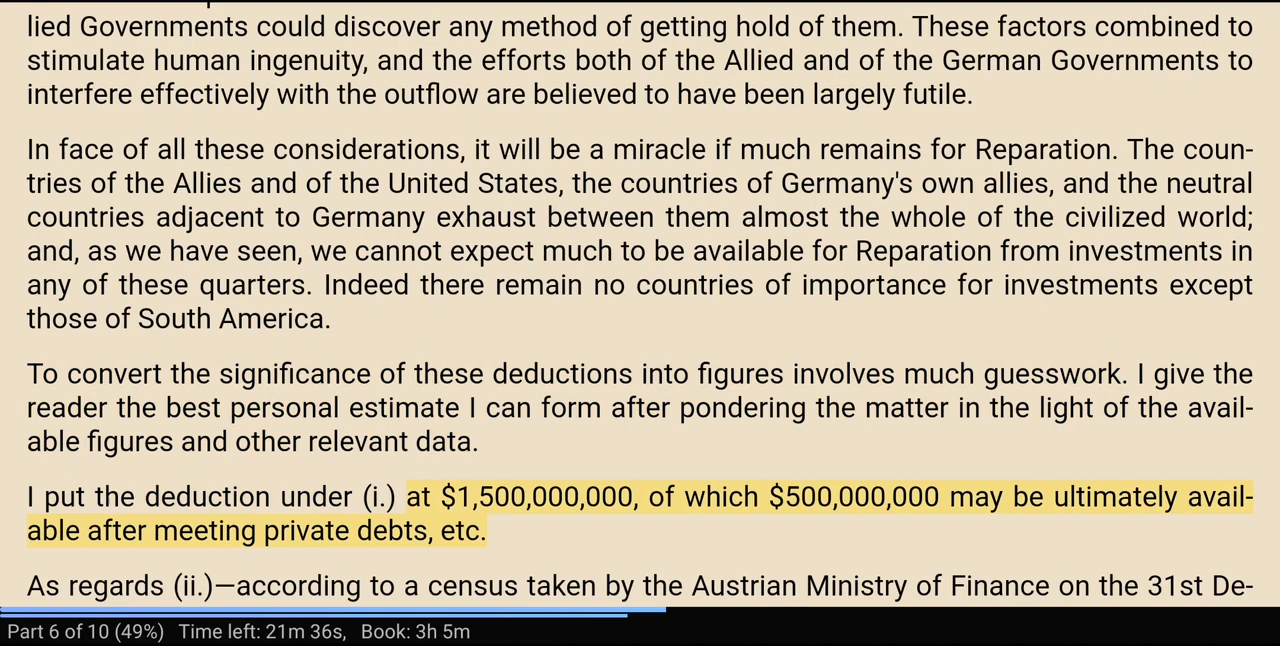 lied Governments could discover any method of getting hold of them. These factors combined to
stimulate human ingenuity, and the efforts both of the Allied and of the German Governments to
interfere effectively with the outflow are believed to have been largely futile.
In face of all these considerations, it will be a miracle if much remains for Reparation. The coun-
tries of the Allies and of the United States, the countries of Germany's own allies, and the neutral
countries adjacent to Germany exhaust between them almost the whole of the civilized world;
and, as we have seen, we cannot expect much to be available for Reparation from investments in
any of these quarters. Indeed there remain no countries of importance for investments except
those of South America.
To convert the significance of these deductions into figures involves much guesswork. I give the
reader the best personal estimate I can form after pondering the matter in the light of the avail-
able figures and other relevant data.
I put the deduction under (i.) at $1,500,000,000, of which $500,000,000 may be ultimately avail-
able after meeting private debts, etc.
As regards (ii.)—according to a census taken by the Austrian Ministry of Finance on the 31st De-
Part 6 of 10 (49%) Time left: 21m 36s, Book: 3h 5m